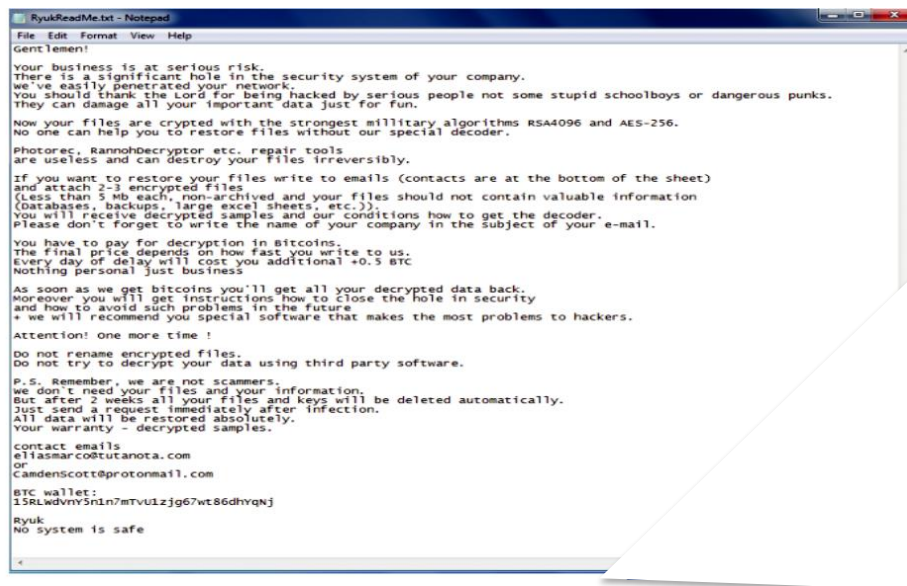 RyukReadMe.txt - Notepad
File Edit Format View Help
Gentlemen!
Your business is at serious risk.
There is a significant hole in the security system of your company.
we've easily penetrated your network.
You should thank the Lord for being hacked by serious people not some stupid schoolboys or dangerous punks.
They can damage all your important data just for fun.
Now your files are crypted with the strongest millitary algorithms RSA4096 and AES-256.
No one can help you to restore files without our special decoder.
Photorec, RannohDecryptor etc. repair tools
are useless and can destroy your files irreversibly.
If you want to restore your files write to emails (contacts are at the bottom of the sheet)
and attach 2-3 encrypted files
(Less than 5 Mb each, non-archived and your files should not contain valuable information
(Databases, backups, large excel sheets, etc.)).
You will receive decrypted samples and our conditions how to get the decoder.
Please don't forget to write the name of your company in the subject of your e-mail.
You have to pay for decryption in Bitcoins.
The final price depends on how fast you write to us.
Every day of delay will cost you additional +0.5 BTC
Nothing personal just business
As soon as we get bitcoins you'll get all your decrypted data back.
Moreover you will get instructions how to close the hole in security
and how to avoid such problems in the future
+ we will recommend you special software that makes the most problems to hackers.
Attention! One more time !
Do not rename encrypted files.
Do not try to decrypt your data using third party software.
P.S. Remember, we are not scammers.
We don't need your files and your information.
But after 2 weeks all your files and keys will be deleted automatically.
Just send a request immediately after infection.
All data will be restored absolutely.
Your warranty - decrypted samples.
contact emails
eliasmarco@tutanota.com
or
CamdenScott@protonmail.com
BTC wallet:
15RLWdVnY5n1n7mTvU1zjg67wt86dhYqNj
Ryuk
No system is safe